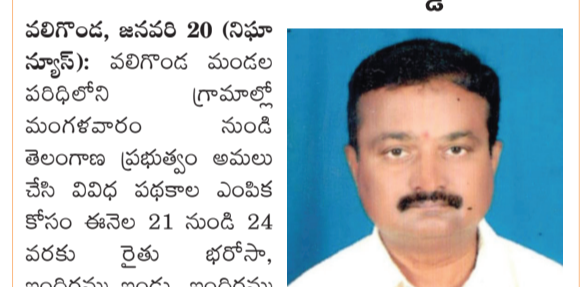 వలిగొండ, జనవరి 20 (నిఘా
న్యూస్): వలిగొండ మండల
పరిధిలోని గ్రామాల్లో
మంగళవారం నుండి
తెలంగాణ ప్రభుత్వం అమలు
చేసి వివిధ పథకాల ఎంపిక
కోసం ఈనెల 21 నుండి 24
వరకు రైతు భరోసా,